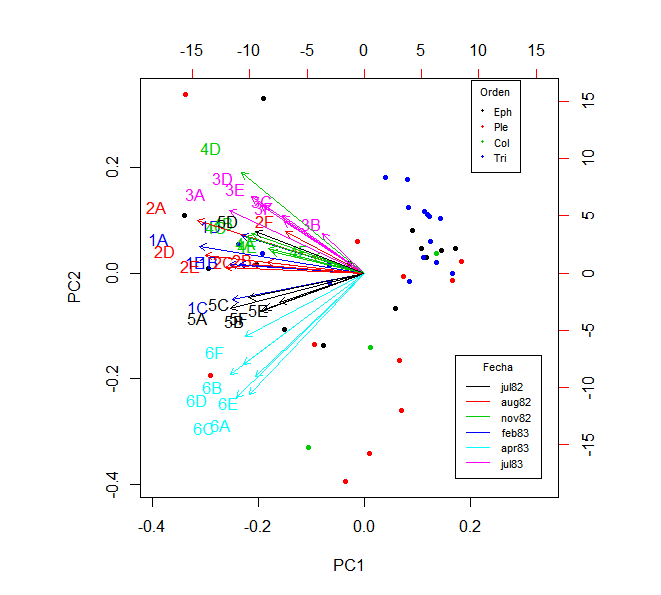 -15 -10 -5 0 5 10 15
Orden
Eph
Ple
Col
Tri
15
10
5
0
-5
-10
-15
0.2
0.0
-0.2
-0.4
PC2
4D
3D
3E
3A
3C
3F
2A
5D
2F
3B
1A
2D
2E
1C
5C
5E
5A
5B
6F
6B
6D
6E
6C
6A
Fecha
jul82
aug82
nov82
feb83
apr83
jul83
-0.4 -0.2 0.0 0.2
PC1